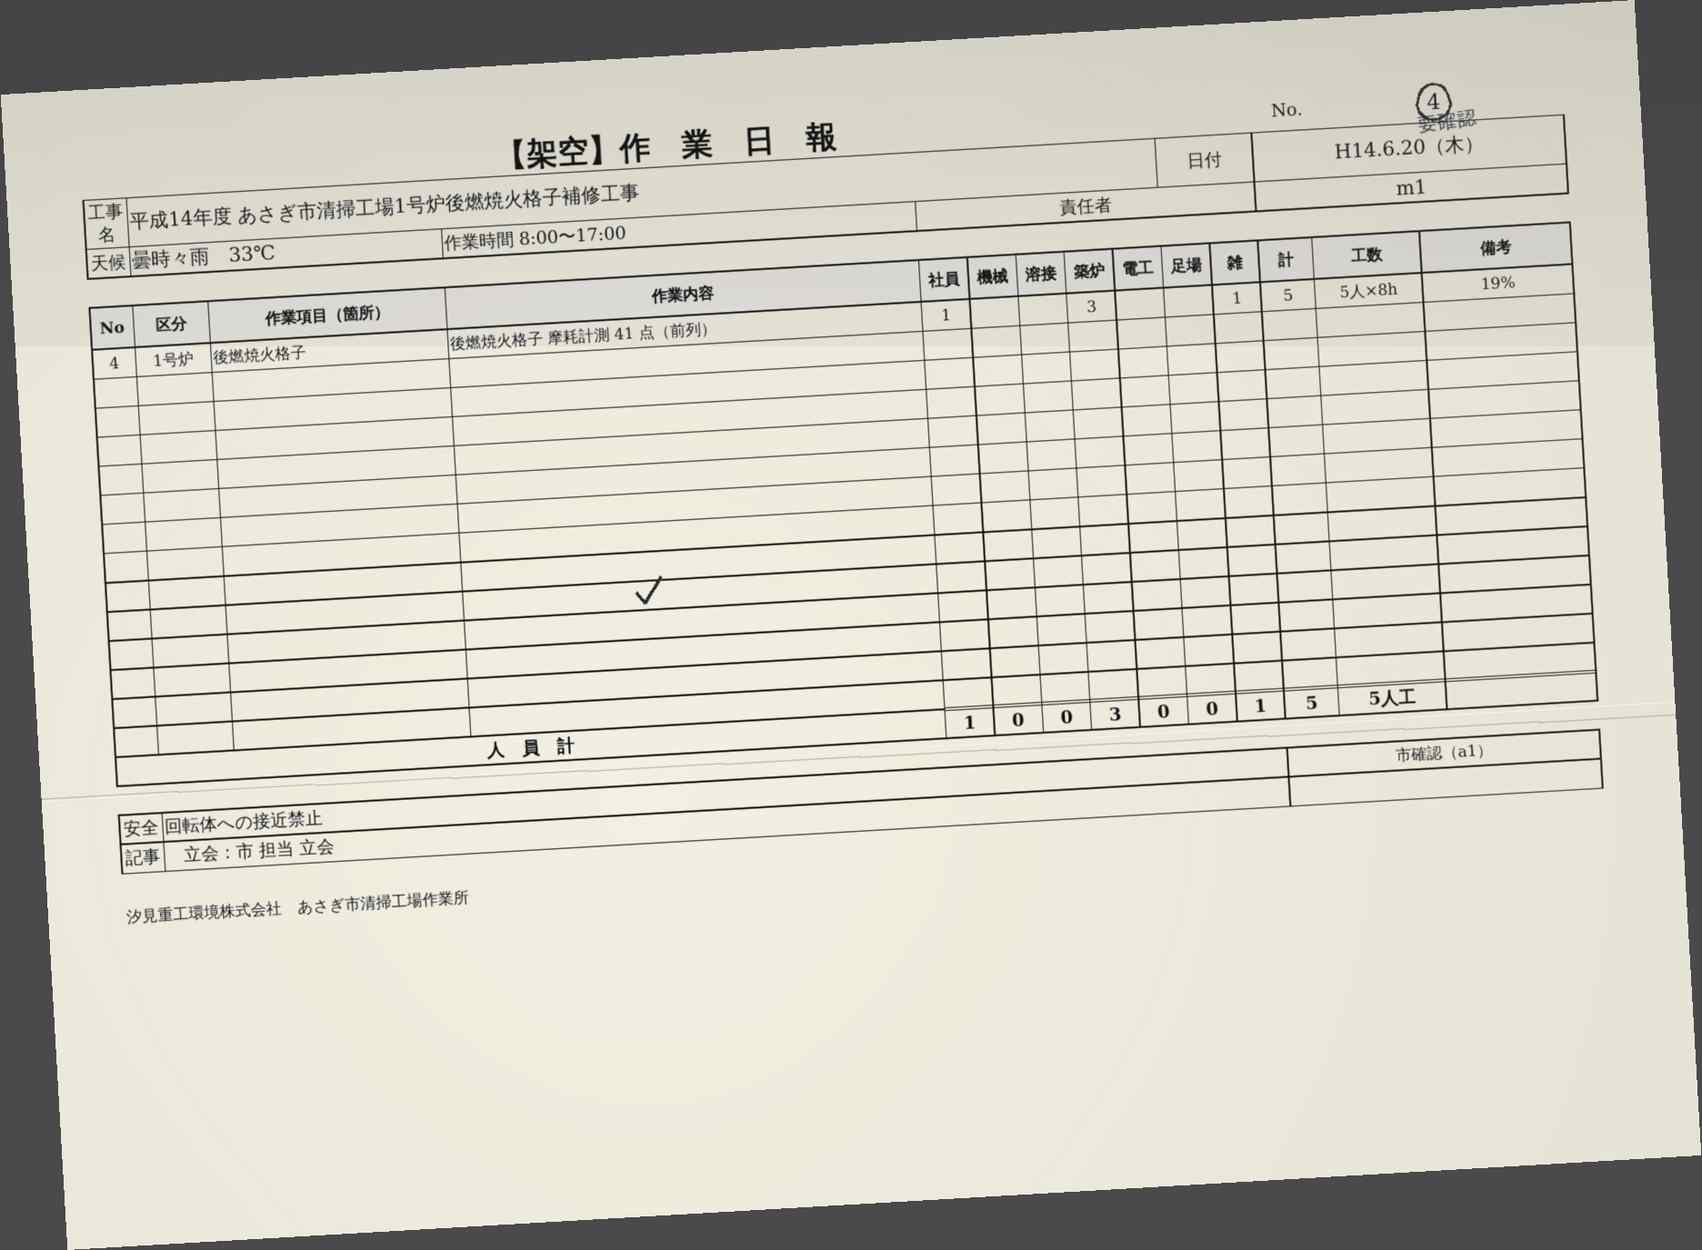 No. 4
要確認
【架空】作 業 日 報
工事名 平成14年度 あさぎ市清掃工場1号炉後燃焼火格子補修工事 日付 H14.6.20（木）
天候 曇時々雨 33℃ 作業時間 8:00〜17:00 責任者 m1
No 区分 作業項目（箇所） 作業内容 社員 機械 溶接 築炉 電工 足場 雑 計 工数 備考
4 1号炉 後燃焼火格子 後燃焼火格子 摩耗計測 41 点（前列） 1 3 1 5 5人×8h 19%
人 員 計 1 0 0 3 0 0 1 5 5人工
市確認（a1）
安全 回転体への接近禁止
記事 立会：市 担当 立会
汐見重工環境株式会社 あさぎ市清掃工場作業所